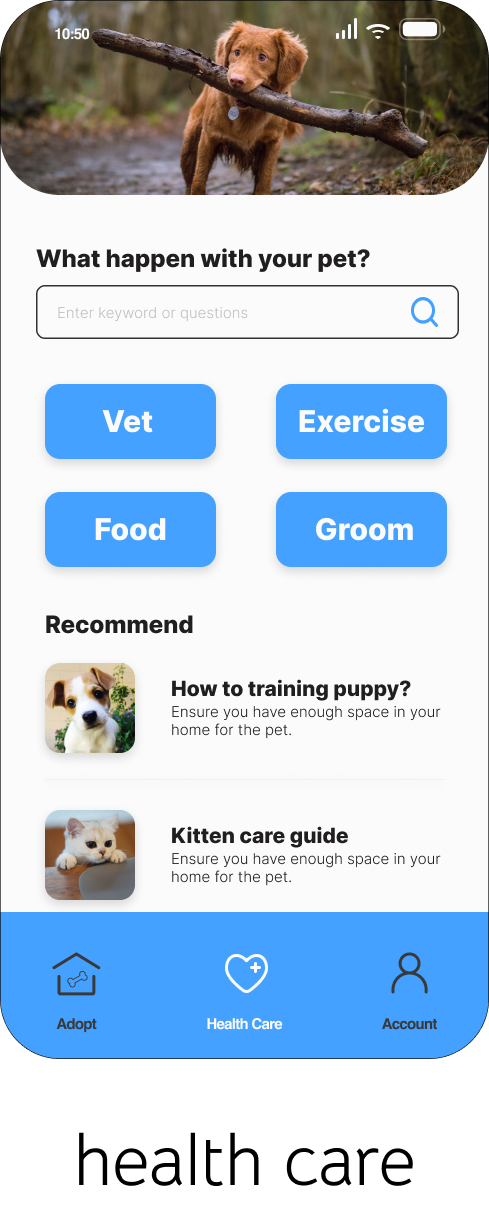 10:50
What happen with your pet?
Enter keyword or questions
Vet
Exercise
Food
Groom
Recommend
How to training puppy?
Ensure you have enough space in your
home for the pet.
Kitten care guide
Ensure you have enough space in your
home for the pet.
Adopt
Health Care
Account
health care